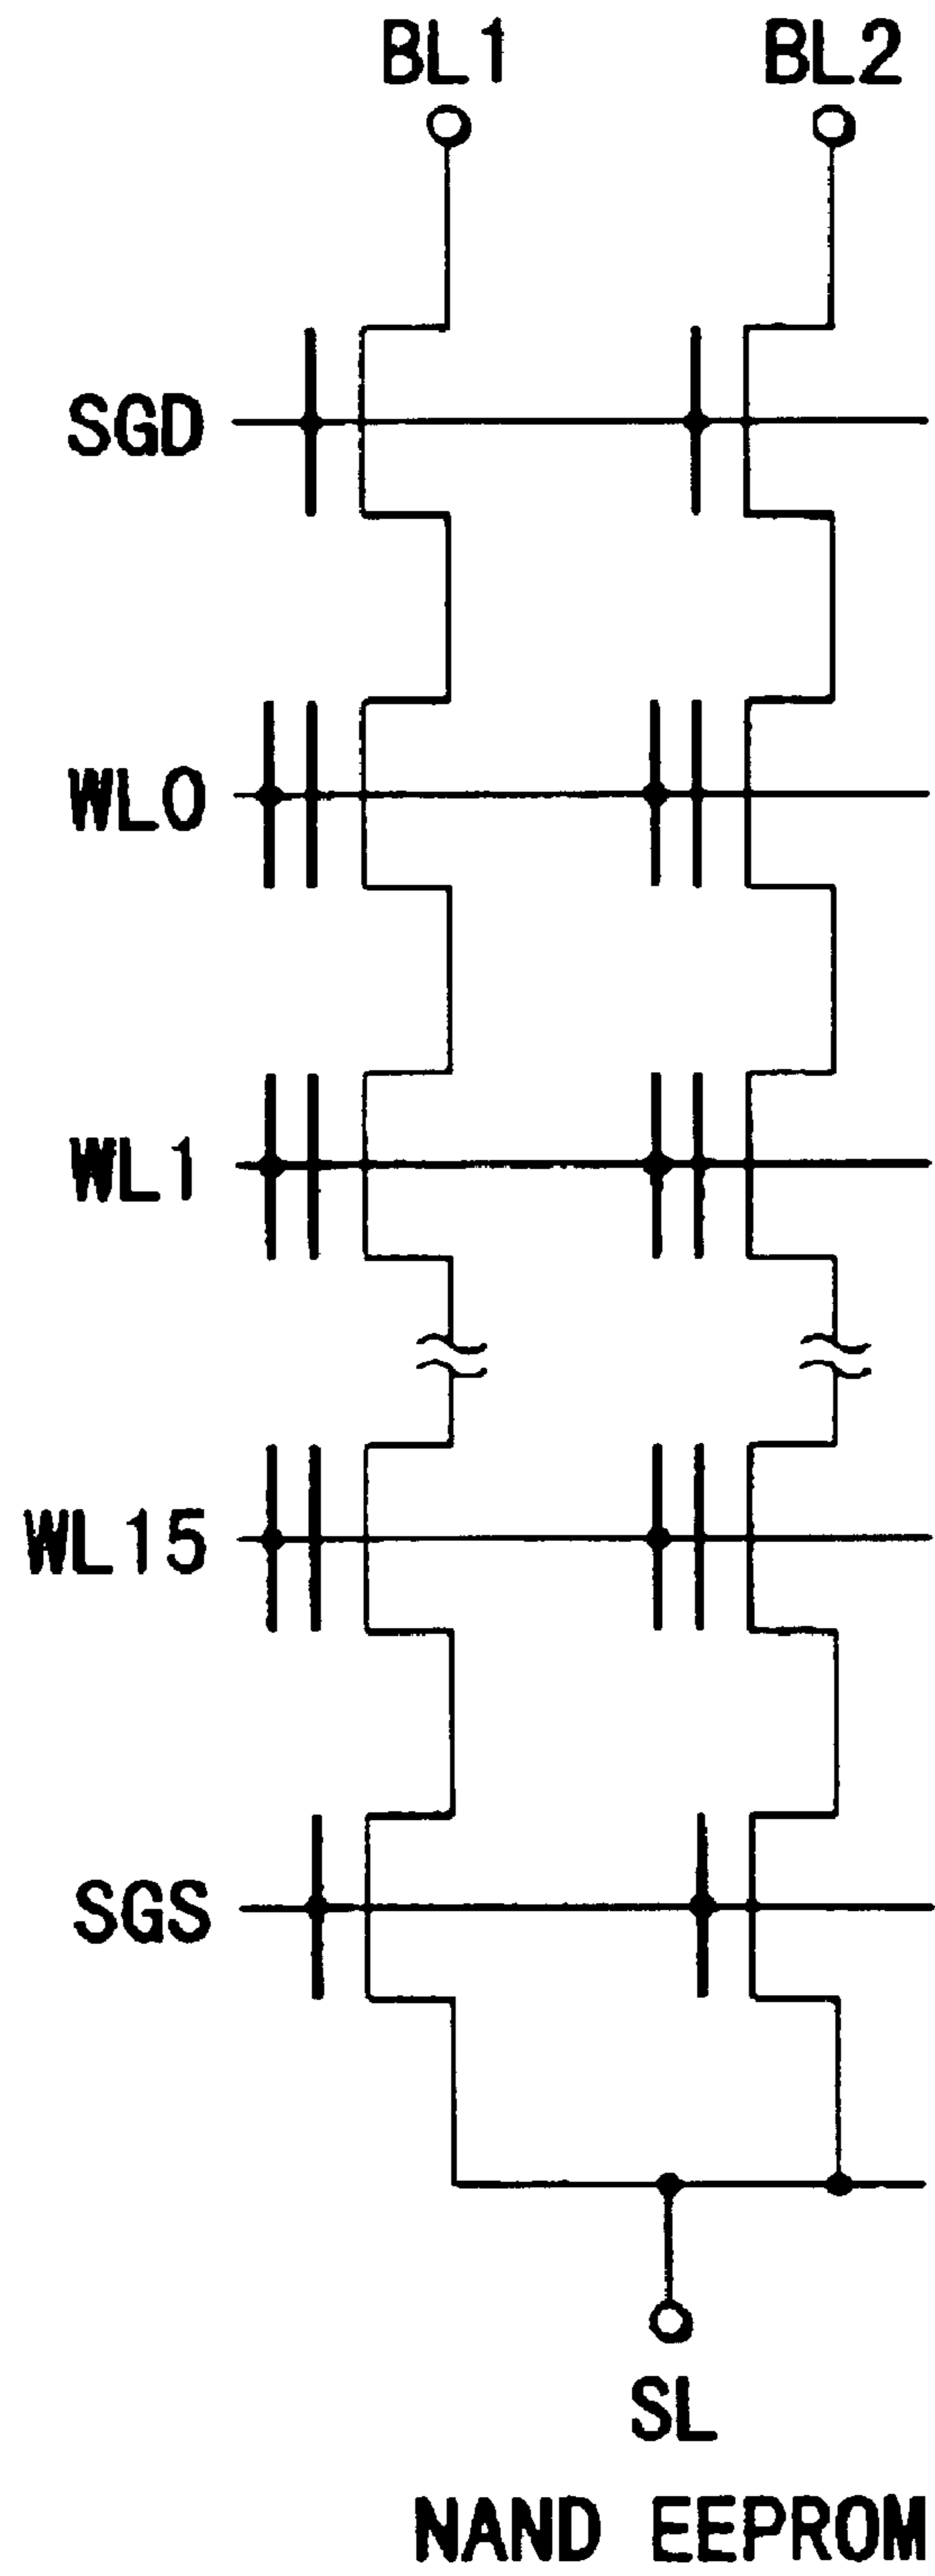 BL1 BL2
SGD
WL0
WL1
WL15
SGS
SL
NAND EEPROM